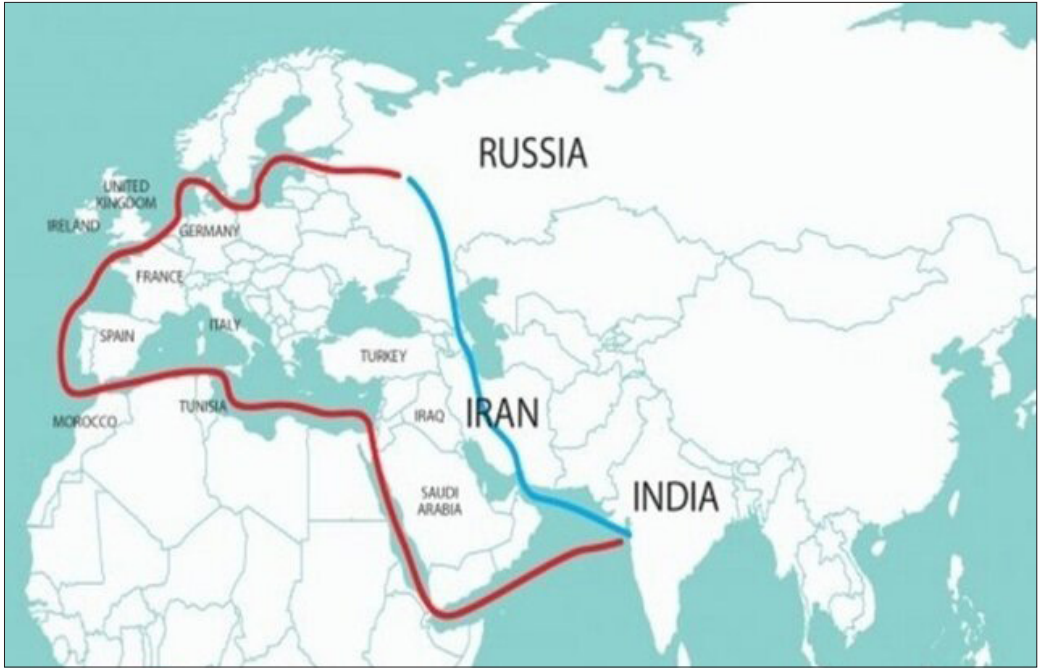 RUSSIA
UNITED
KINGDOM
IRELAND
GERMANY
FRANCE
SPAIN
ITALY
TURKEY
MOROCCO
TUNISIA
IRAQ
IRAN
SAUDI
ARABIA
INDIA